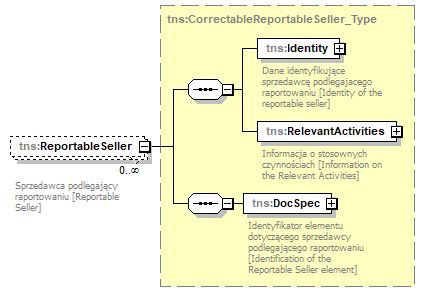 tns:CorrectableReportableSeller_Type
tns:Identity
Dane identyfikujące
sprzedawcę podlegajacego
raportowaniu [Identity of the
reportable seller]
tns:RelevantActivities
Informacja o stosownych
czynnościach [Information on
the Relevant Activities]
tns:ReportableSeller
0..∞
Sprzedawca podlegający
raportowaniu [Reportable
Seller]
tns:DocSpec
Identyfikator elementu
dotyczącego sprzedawcy
podlegającego raportowaniu
[Identification of the
Reportable Seller element]